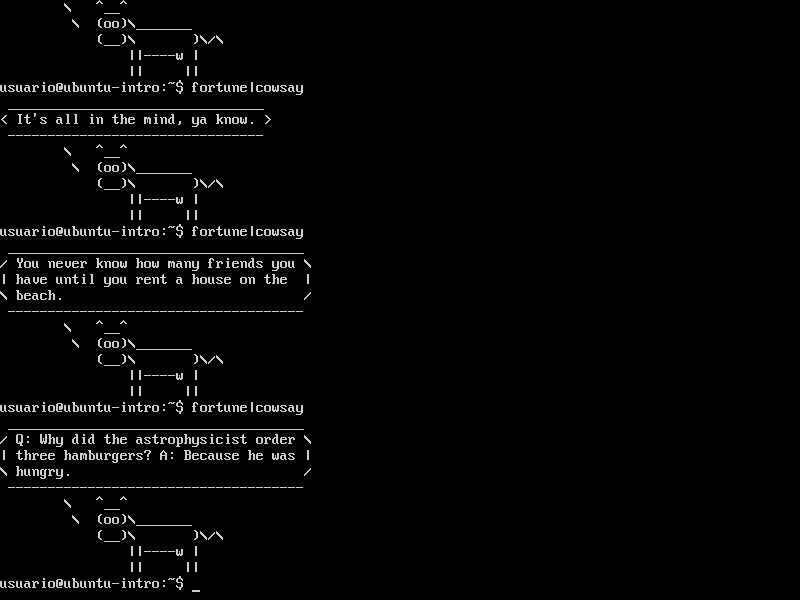 \   ^__^
         \  (oo)\_______
            (__)\       )\/\
                ||----w |
                ||     ||
usuario@ubuntu-intro:~$ fortune|cowsay
 ________________________________
< It's all in the mind, ya know. >
 --------------------------------
        \   ^__^
         \  (oo)\_______
            (__)\       )\/\
                ||----w |
                ||     ||
usuario@ubuntu-intro:~$ fortune|cowsay
 _____________________________________
/ You never know how many friends you \
| have until you rent a house on the  |
\ beach.                              /
 -------------------------------------
        \   ^__^
         \  (oo)\_______
            (__)\       )\/\
                ||----w |
                ||     ||
usuario@ubuntu-intro:~$ fortune|cowsay
 _____________________________________
/ Q: Why did the astrophysicist order \
| three hamburgers? A: Because he was |
\ hungry.                             /
 -------------------------------------
        \   ^__^
         \  (oo)\_______
            (__)\       )\/\
                ||----w |
                ||     ||
usuario@ubuntu-intro:~$ _